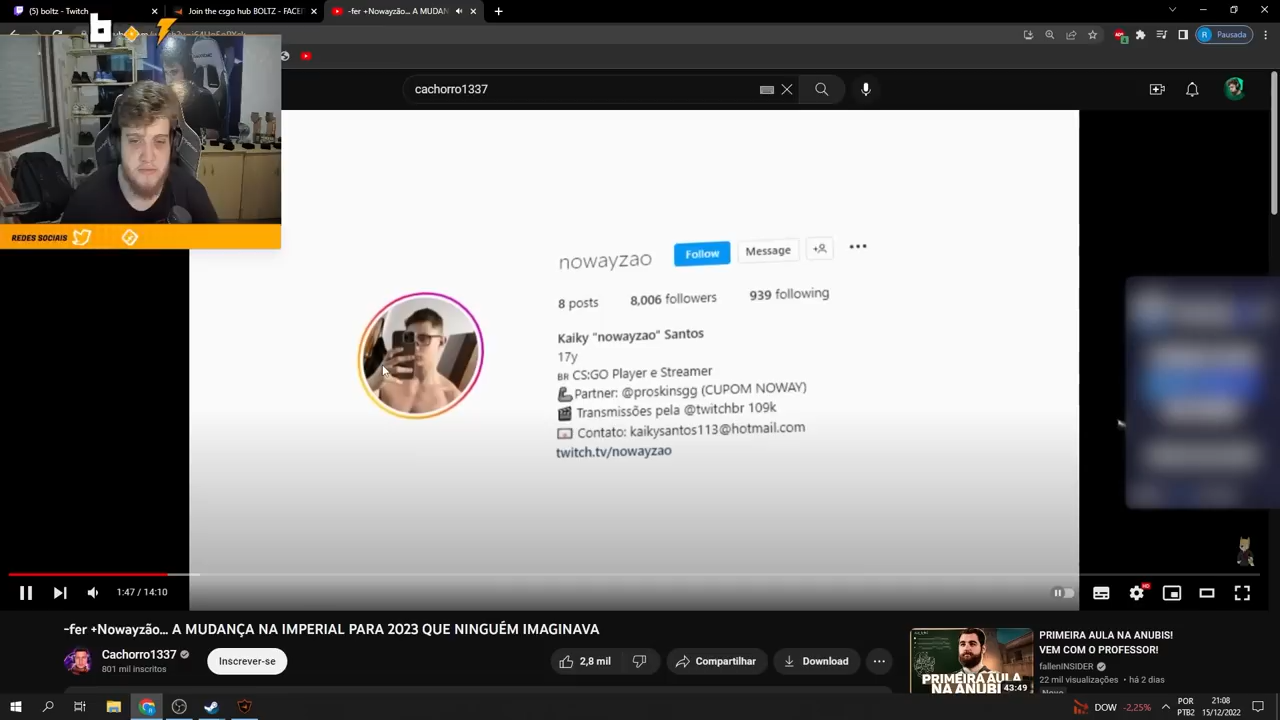 (5) boltz - Twitch
Join the csgo hub BOLTZ - FACEI
~fer +Nowayzão... A MUDAN
Pausada
cachorro1337
REDES SOCIAIS
nowayzao Follow Message
8 posts 8,006 followers 939 following
Kaiky "nowayzao" Santos
17y
BR CS:GO Player e Streamer
Partner: @proskinsgg (CUPOM NOWAY)
Transmissões pela @twitchbr 109k
Contato: kaikysantos113@hotmail.com
twitch.tv/nowayzao
1:47 / 14:10
HD
~fer +Nowayzão... A MUDANÇA NA IMPERIAL PARA 2023 QUE NINGUÉM IMAGINAVA
Cachorro1337
801 mil inscritos
Inscrever-se
2,8 mil
Compartilhar
Download
PRIMEIRA AULA
NA ANUBI
43:49
PRIMEIRA AULA NA ANUBIS!
VEM COM O PROFESSOR!
fallenINSIDER
22 mil visualizações • há 2 dias
Novo
DOW -2,25%
POR
PTB2
21:08
15/12/2022